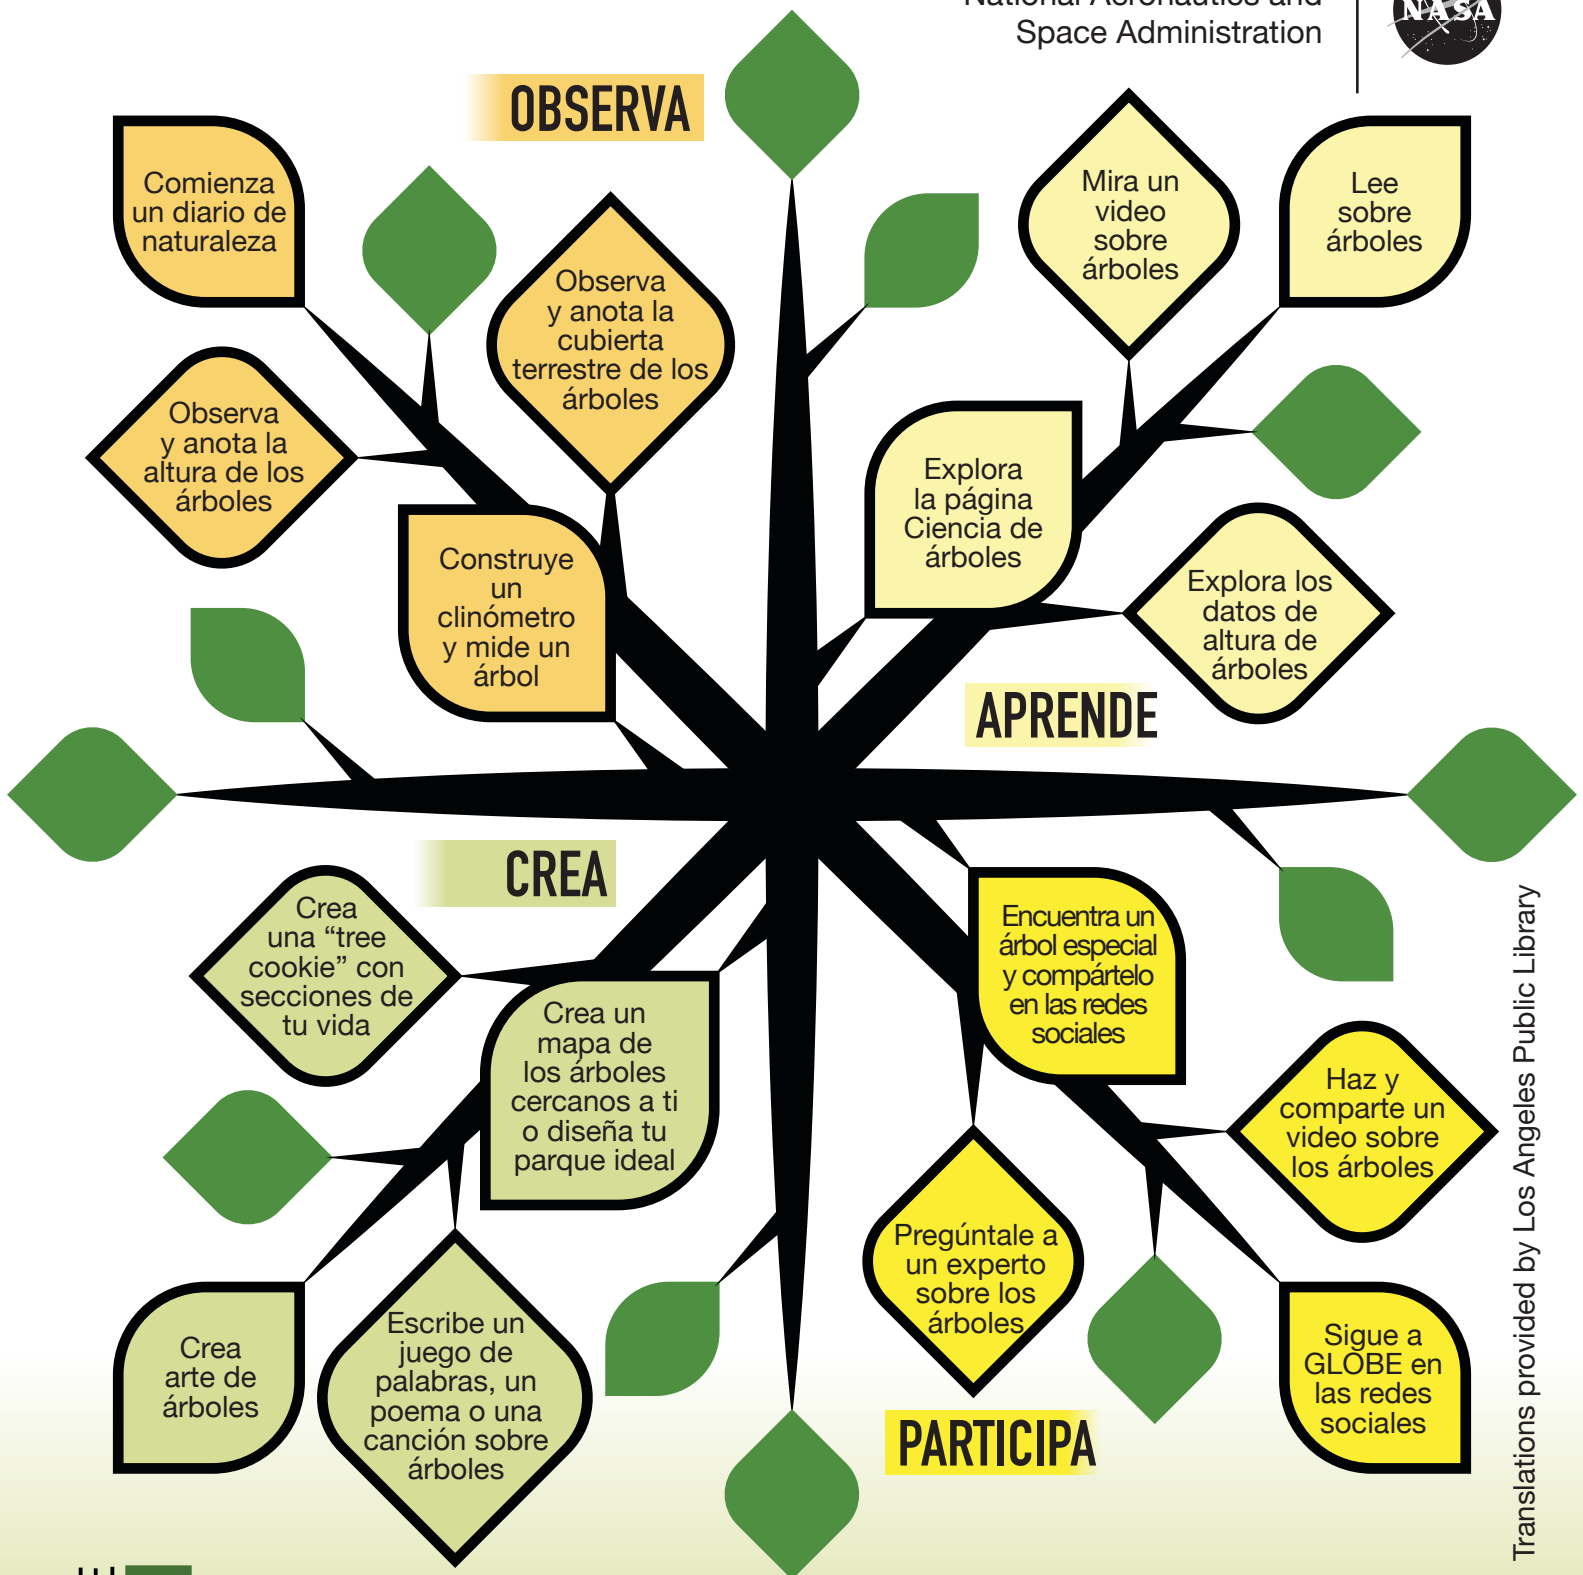 National Aeronautics and
Space Administration
NASA
OBSERVA
Comienza
un diario de
naturaleza
Observa
y anota la
cubierta
terrestre de los
árboles
Observa
y anota la
altura de los
árboles
Construye
un
clinómetro
y mide un
árbol
Mira un
video
sobre
árboles
Lee
sobre
árboles
Explora
la página
Ciencia de
árboles
Explora los
datos de
altura de
árboles
APRENDE
CREA
Crea
una “tree
cookie” con
secciones de
tu vida
Crea un
mapa de
los árboles
cercanos a ti
o diseña tu
parque ideal
Crea
arte de
árboles
Escribe un
juego de
palabras, un
poema o una
canción sobre
árboles
Encuentra un
árbol especial
y compártelo
en las redes
sociales
Haz y
comparte un
video sobre
los árboles
Pregúntale a
un experto
sobre los
árboles
Sigue a
GLOBE en
las redes
sociales
PARTICIPA
Translations provided by Los Angeles Public Library